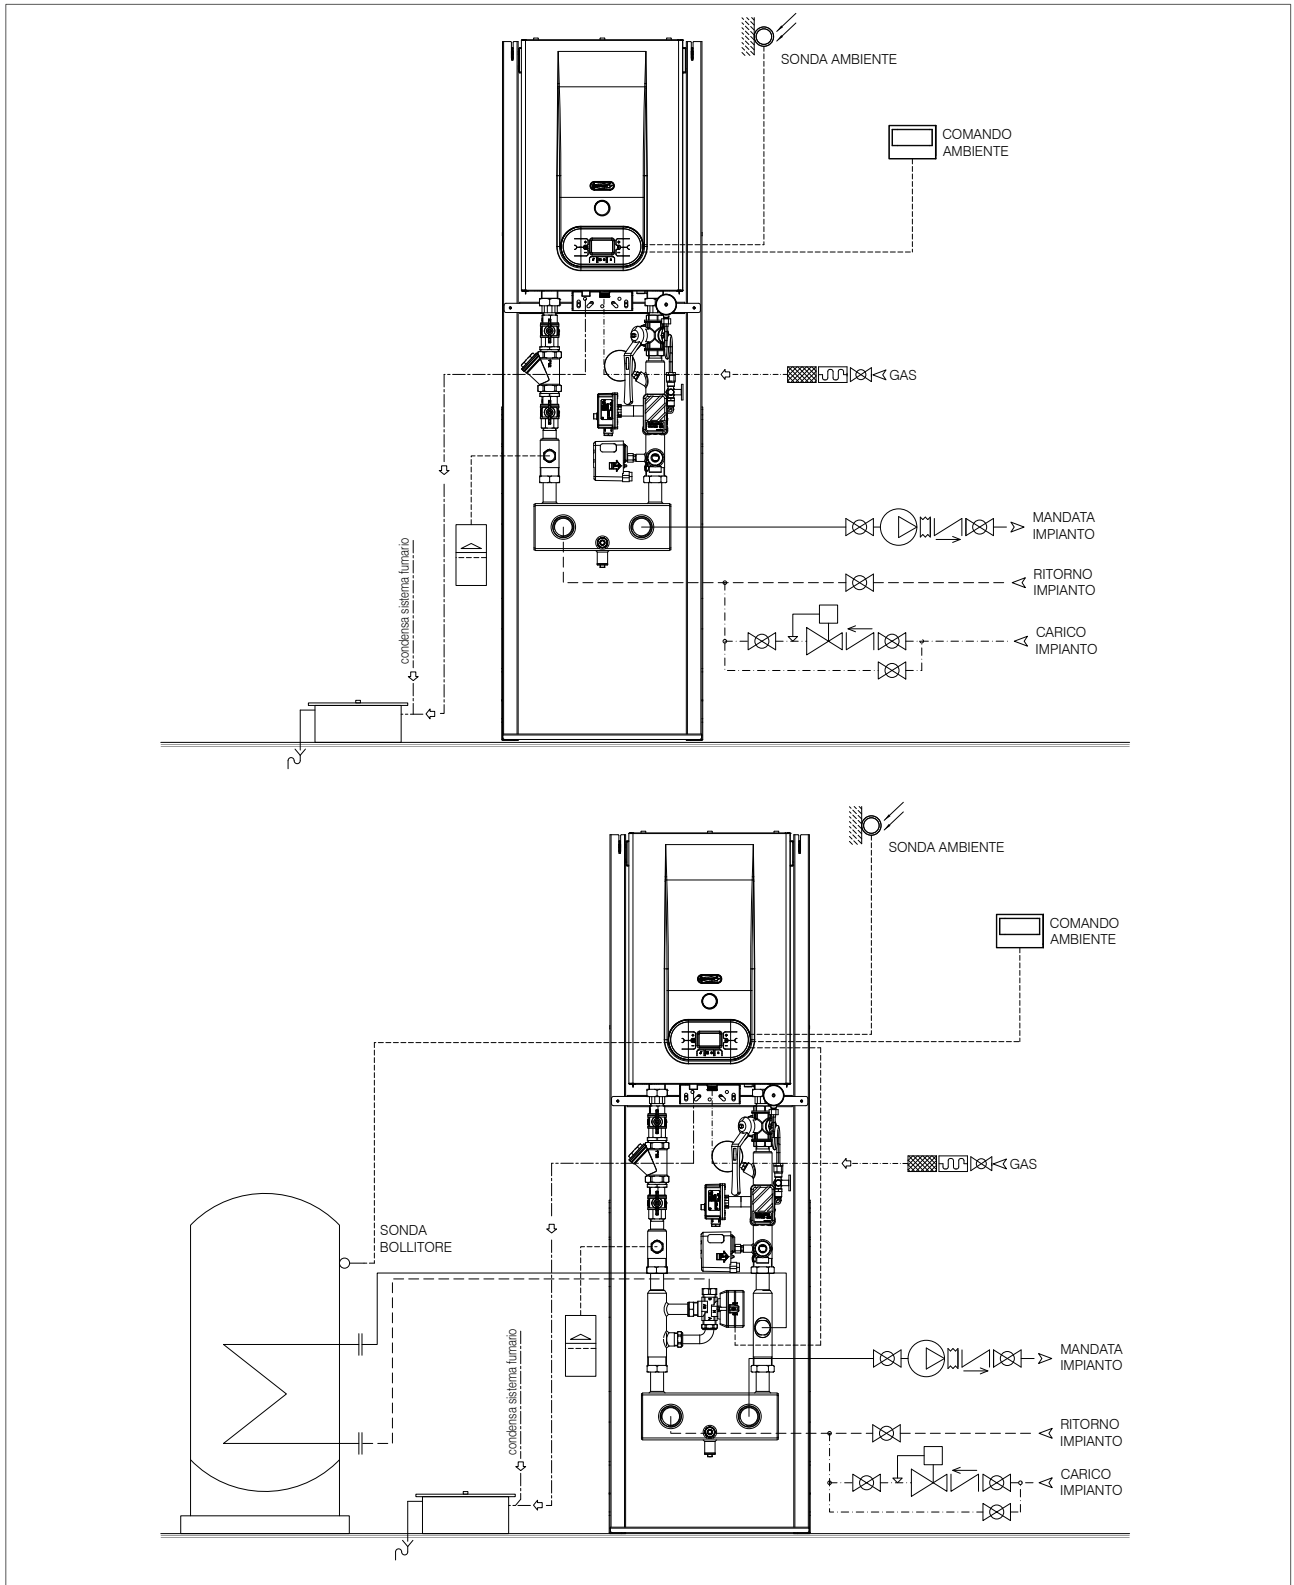 SONDA AMBIENTE
COMANDO
AMBIENTE
GAS
MANDATA
IMPIANTO
condensa sistema fumario
RITORNO
IMPIANTO
CARICO
IMPIANTO
SONDA AMBIENTE
COMANDO
AMBIENTE
GAS
SONDA
BOLLITORE
condensa sistema fumario
MANDATA
IMPIANTO
RITORNO
IMPIANTO
CARICO
IMPIANTO